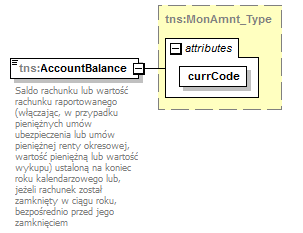 tns:MonAmnt_Type
attributes
currCode
tns:AccountBalance
Saldo rachunku lub wartość
rachunku raportowanego
(włączając, w przypadku
pieniężnych umów
ubezpieczenia lub umów
pieniężnej renty okresowej,
wartość pieniężną lub wartość
wykupu) ustaloną na koniec
roku kalendarzowego lub,
jeżeli rachunek został
zamknięty w ciągu roku,
bezpośrednio przed jego
zamknięciem